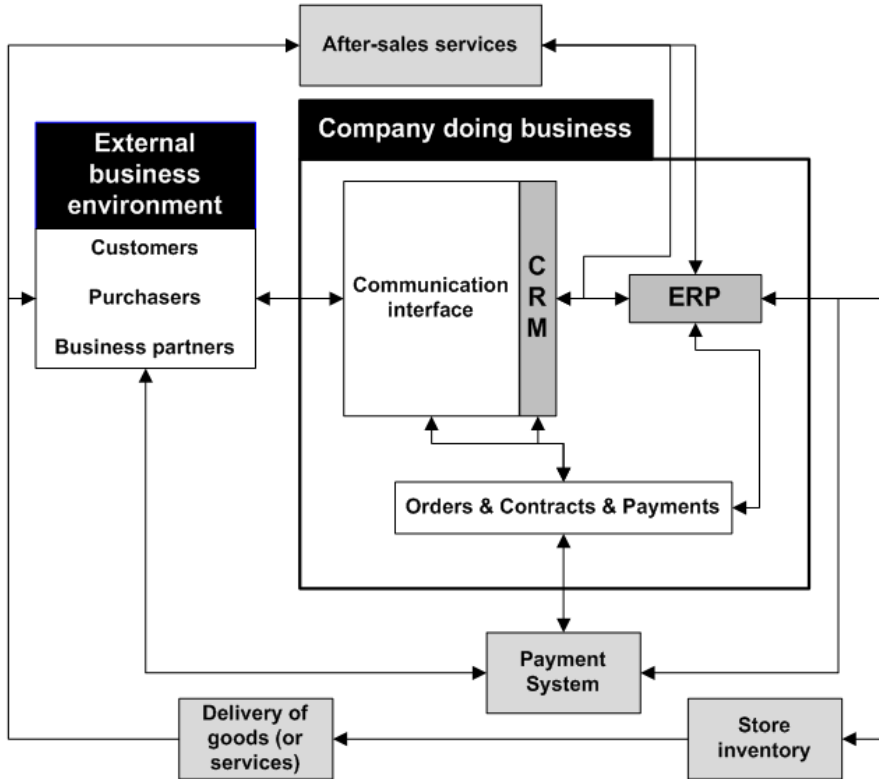 After-sales services
Company doing business
External
business
environment
Customers
Purchasers
Business partners
Communication
interface
C
R
M
ERP
Orders & Contracts & Payments
Payment
System
Delivery of
goods (or
services)
Store
inventory